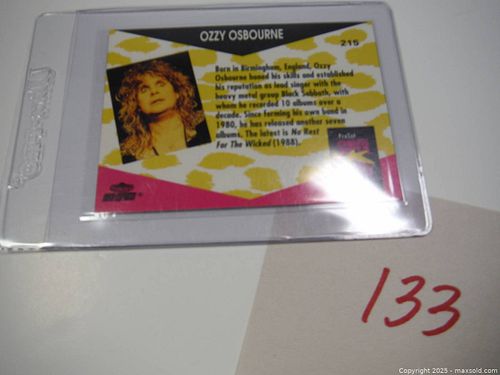 OZZY OSBOURNE
215
Born in Birmingham, England, Ozzy
Osbourne honed his skills and established
his reputation as lead singer with the
heavy metal group Black Sabbath, with
whom he recorded 10 albums over a
decade. Since forming his own band in
1980, he has released another seven
albums. The latest is No Rest
For The Wicked (1988).
ProSet
133
Copyright 2025 - maxsold.com